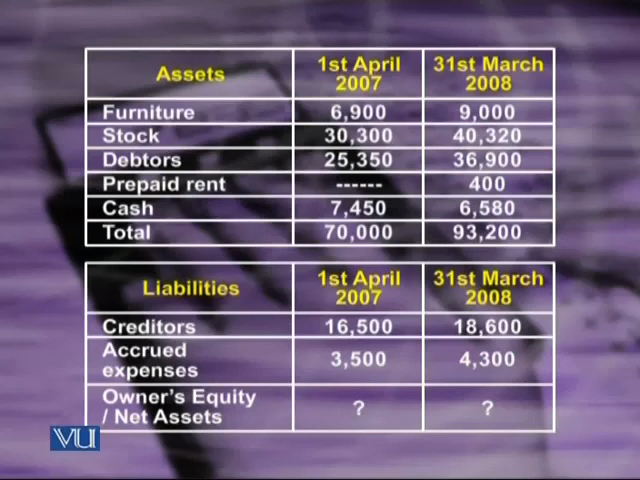 Assets 1st April 2007 31st March 2008
Furniture 6,900 9,000
Stock 30,300 40,320
Debtors 25,350 36,900
Prepaid rent ------ 400
Cash 7,450 6,580
Total 70,000 93,200
Liabilities 1st April 2007 31st March 2008
Creditors 16,500 18,600
Accrued expenses 3,500 4,300
Owner's Equity / Net Assets ? ?
VU